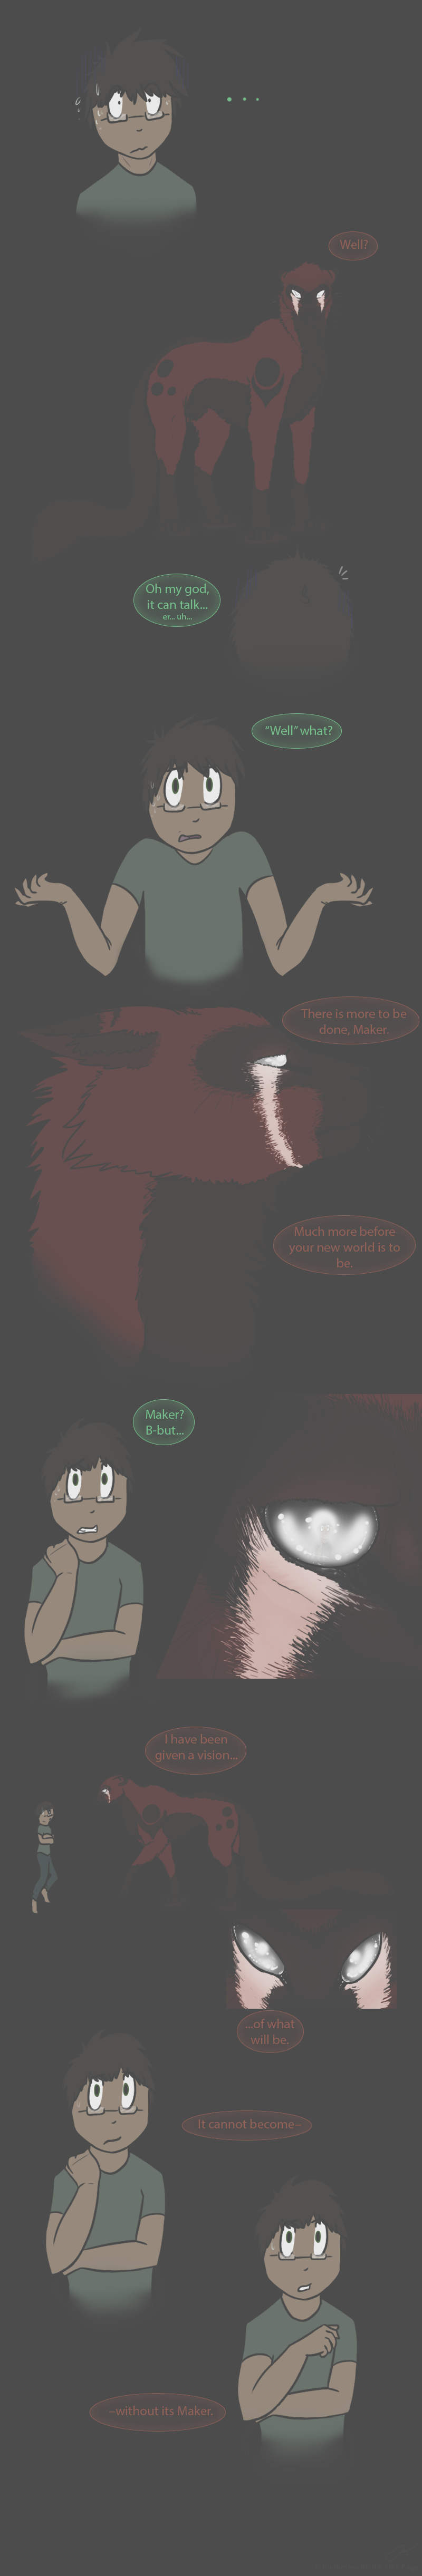 • • •
Well?
Oh my god,
it can talk...
er... uh...
“Well” what?
There is more to be
done, Maker.
Much more before
your new world is to
be.
Maker?
B-but...
I have been
given a vision...
...of what
will be.
It cannot become–
–without its Maker.